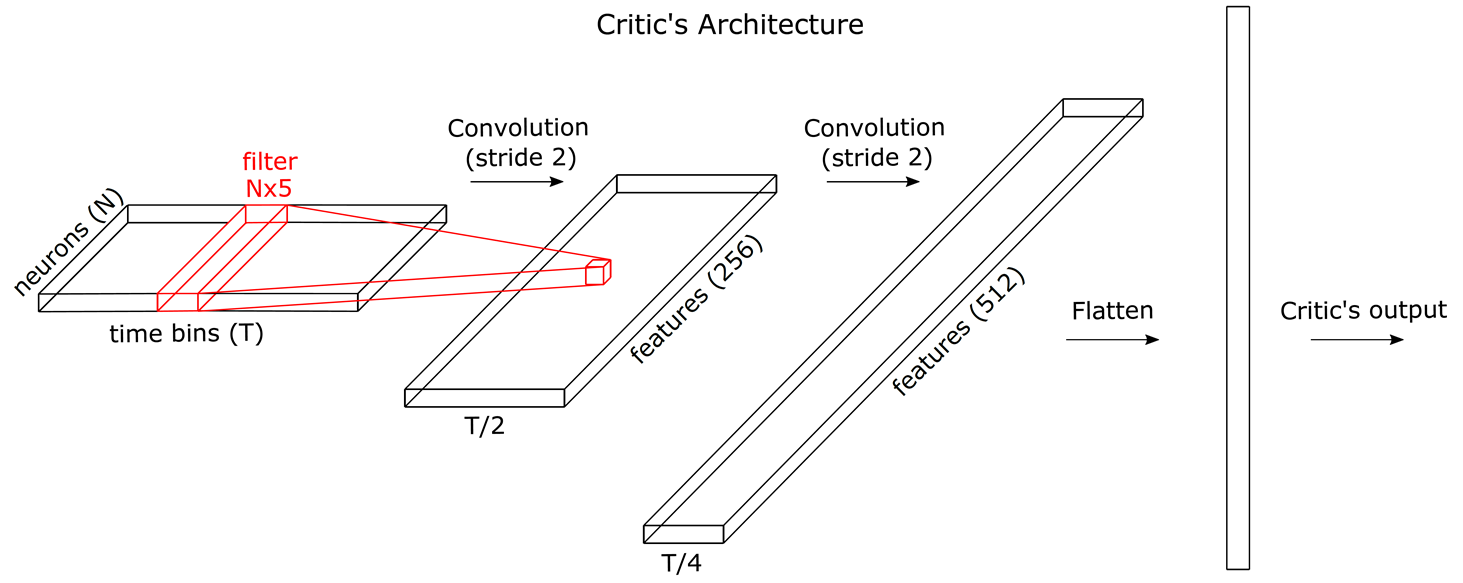 Critic's Architecture
neurons (N)
filter
Nx5
time bins (T)
Convolution
(stride 2)
T/2
features (256)
Convolution
(stride 2)
T/4
features (512)
Flatten
Critic's output